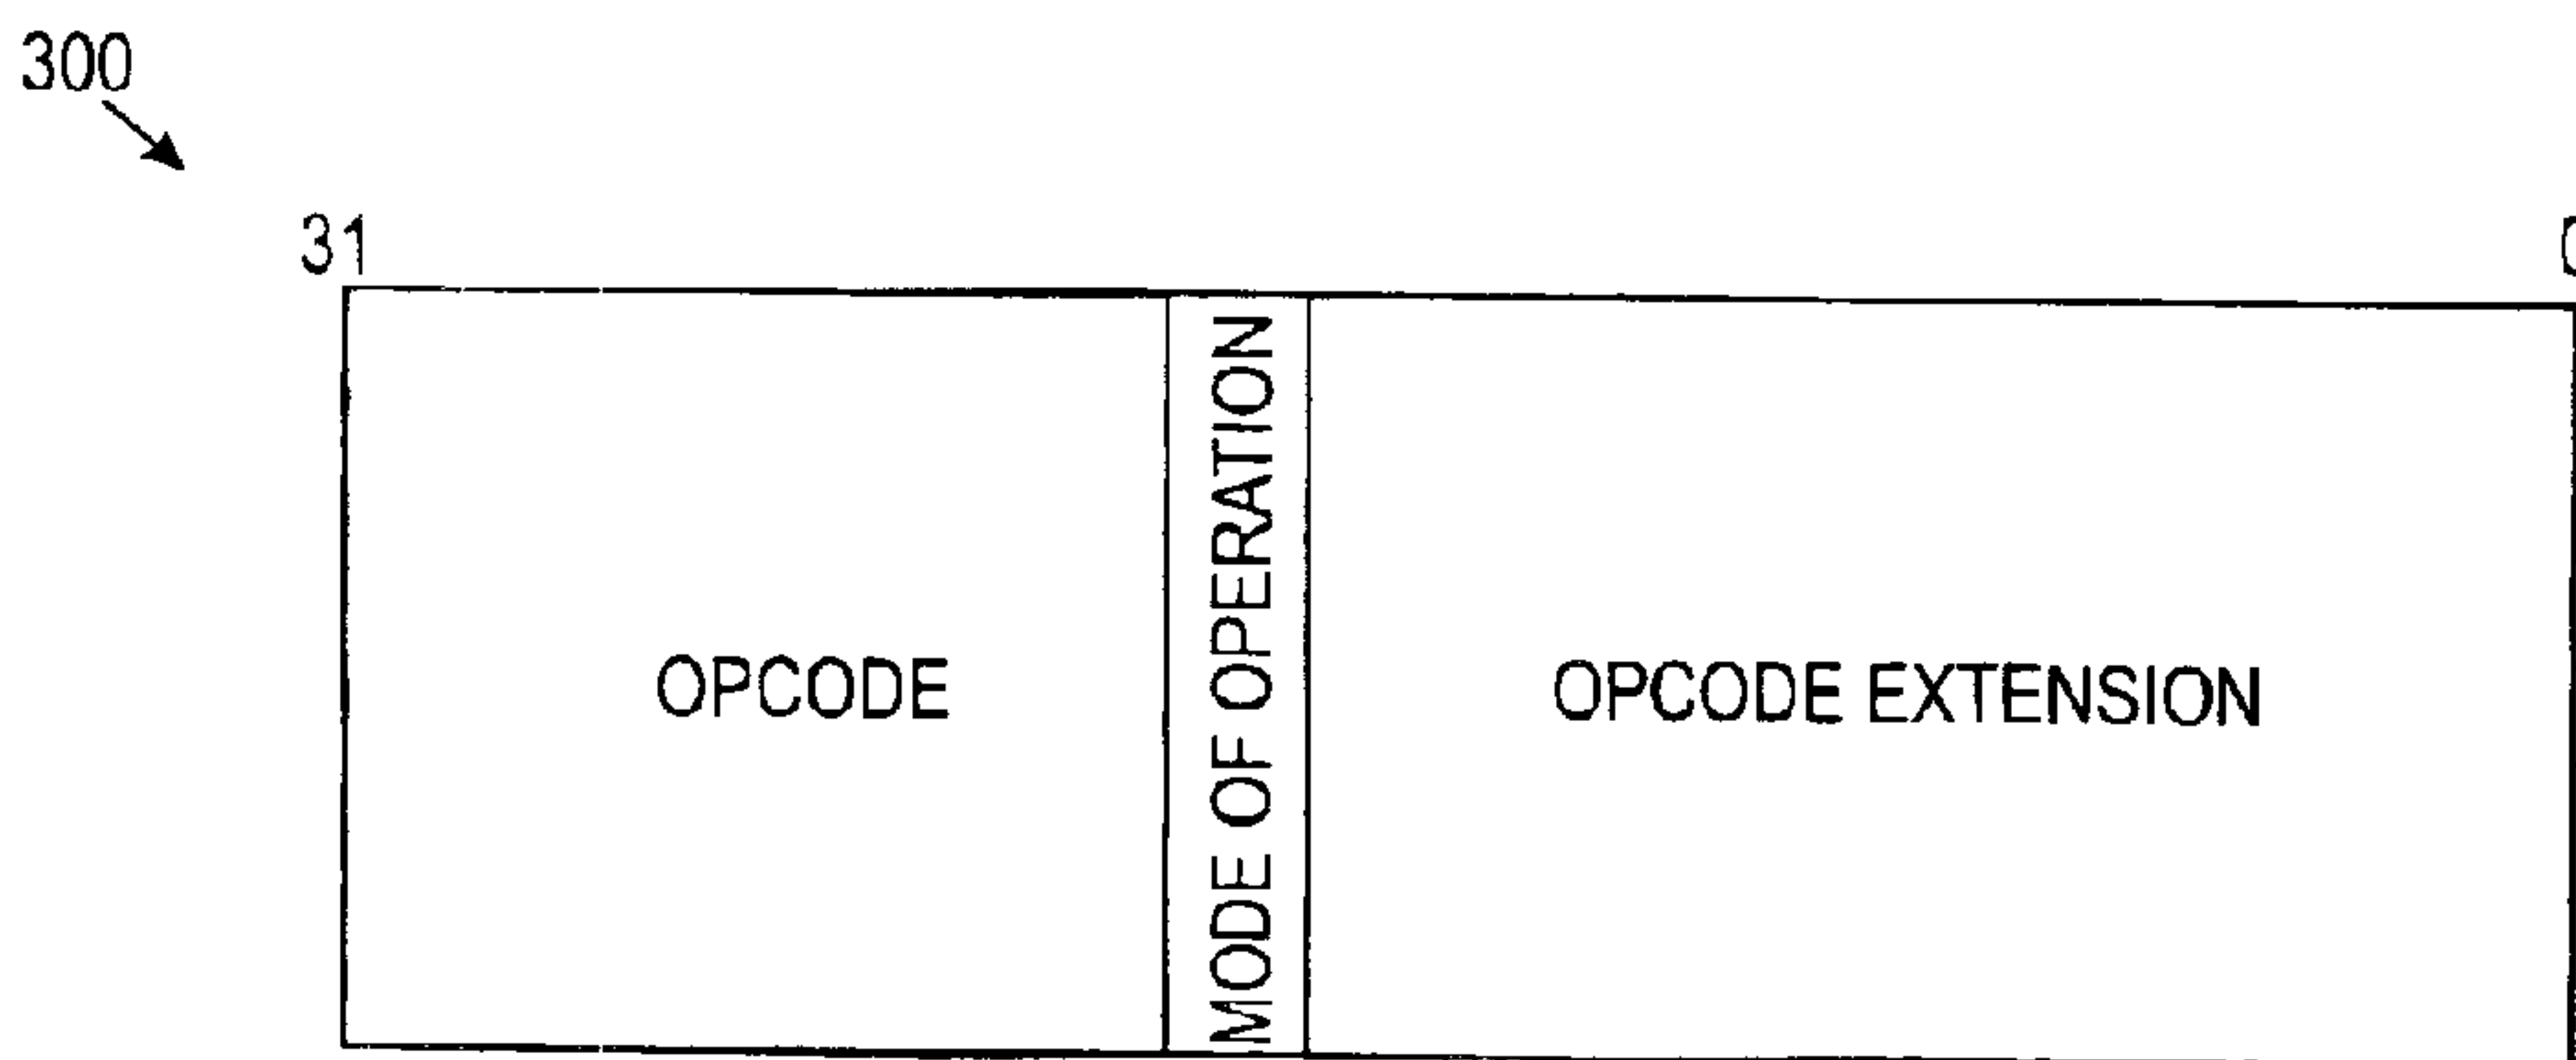 300
31
OPCODE
MODE OF OPERATION
OPCODE EXTENSION